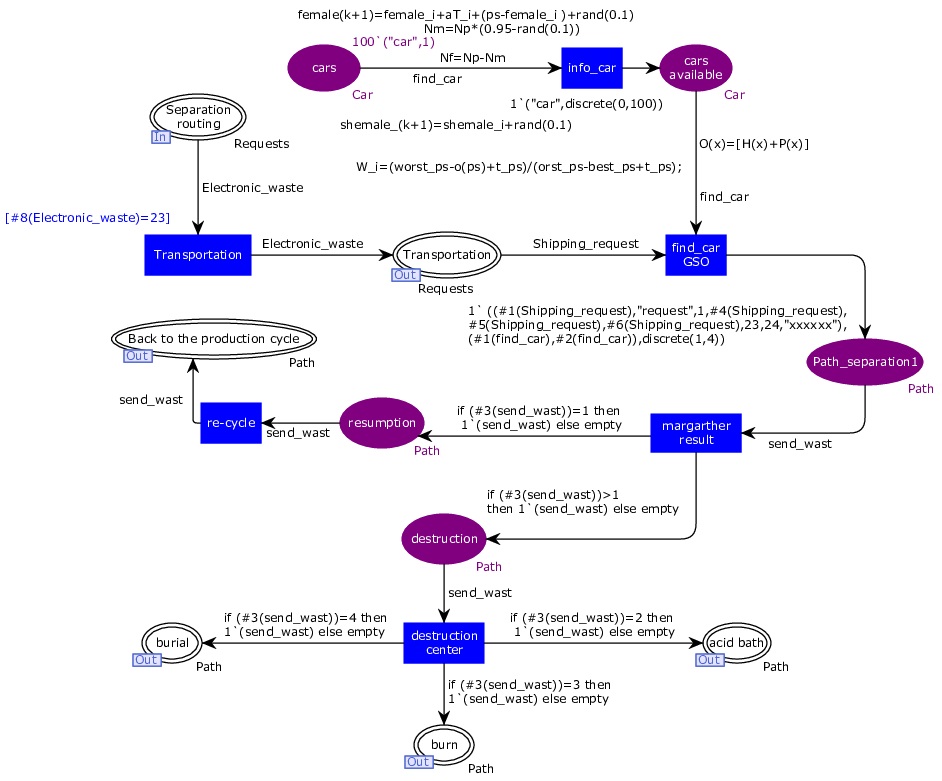 female(k+1)=female_i+aT_i+(ps-female_i )+rand(0.1)
Nm=Np*(0.95-rand(0.1))
100`("car",1)
cars
Nf=Np-Nm
find_car
Car
info_car
cars
available
Car
1`("car",discrete(0,100))
Separation
routing
In
Requests
shemale_(k+1)=shemale_i+rand(0.1)
O(x)=[H(x)+P(x)]
W_i=(worst_ps-o(ps)+t_ps)/(orst_ps-best_ps+t_ps);
Electronic_waste
find_car
[#8(Electronic_waste)=23]
Transportation
Electronic_waste
Transportation
Out
Requests
Shipping_request
find_car
GSO
1` ((#1(Shipping_request),"request",1,#4(Shipping_request),
#5(Shipping_request),#6(Shipping_request),23,24,"xxxxxx"),
(#1(find_car),#2(find_car)),discrete(1,4))
Back to the production cycle
Out
Path
Path_separation1
Path
send_wast
re-cycle
send_wast
resumption
Path
if (#3(send_wast))=1 then
1`(send_wast) else empty
margarther
result
send_wast
if (#3(send_wast))>1
then 1`(send_wast) else empty
destruction
Path
send_wast
if (#3(send_wast))=4 then
1`(send_wast) else empty
if (#3(send_wast))=2 then
1`(send_wast) else empty
burial
Out
Path
destruction
center
acid bath
Out
Path
if (#3(send_wast))=3 then
1`(send_wast) else empty
burn
Out
Path